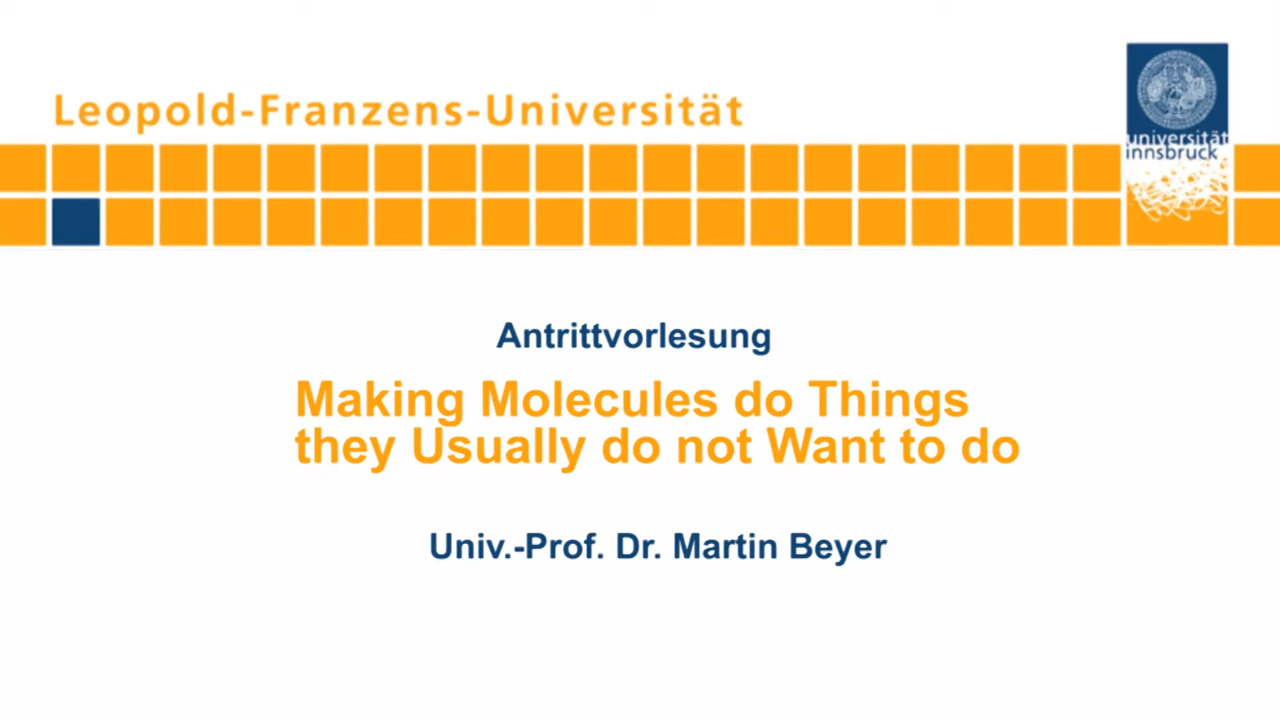 Leopold-Franzens-Universität
universität
innsbruck
Antrittvorlesung
Making Molecules do Things
they Usually do not Want to do
Univ.-Prof. Dr. Martin Beyer